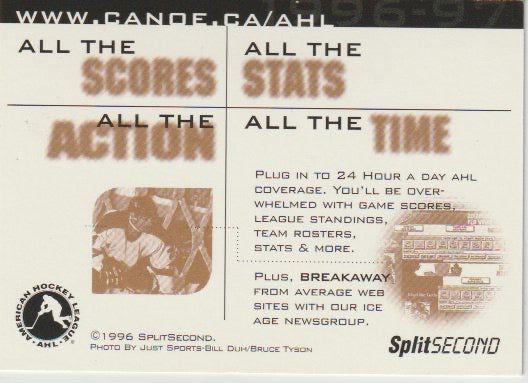 www.canoe.ca/ahl
1996-97
ALL THE
SCORES
ALL THE
STATS
ALL THE
ACTION
ALL THE
TIME
PLUG IN TO 24 HOUR A DAY AHL
COVERAGE. YOU'LL BE OVER-
WHELMED WITH GAME SCORES,
LEAGUE STANDINGS,
TEAM ROSTERS,
STATS & MORE.
PLUS, BREAKAWAY
FROM AVERAGE WEB
SITES WITH OUR ICE
AGE NEWSGROUP.
AMERICAN HOCKEY LEAGUE
• AHL •
©1996 SPLITSECOND.
PHOTO BY JUST SPORTS-BILL DUH/BRUCE TYSON
SplitSECOND